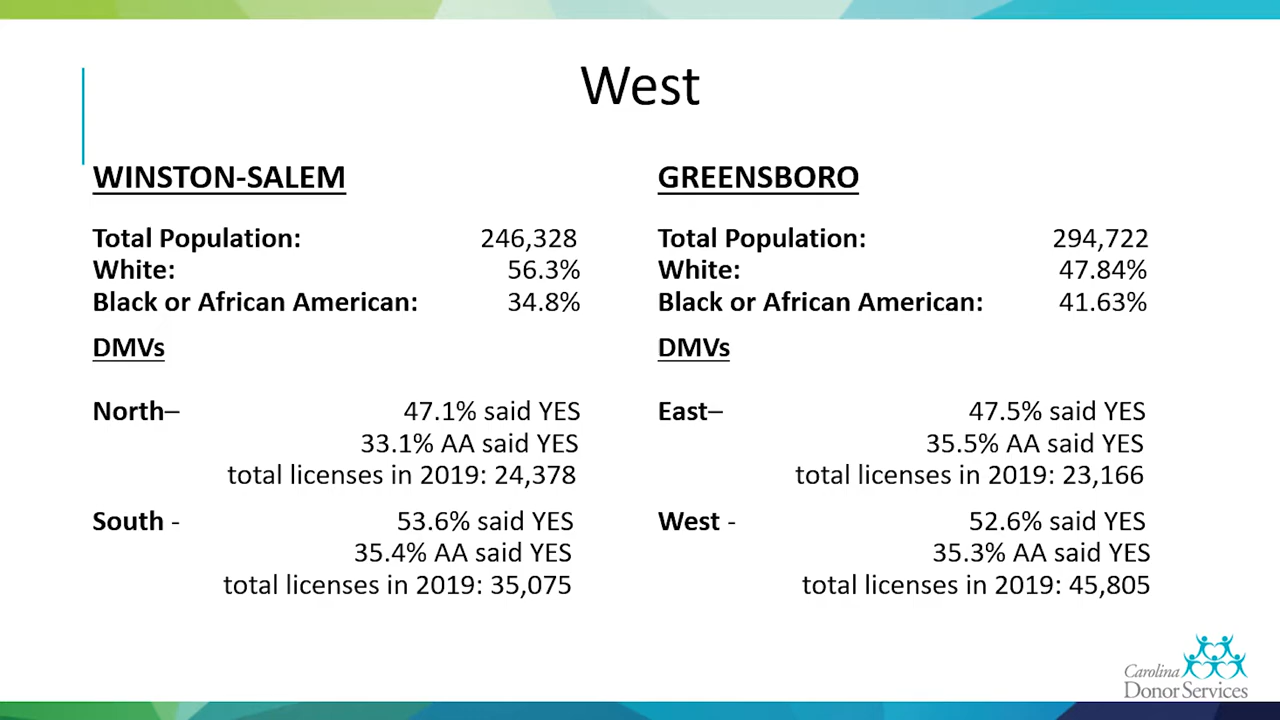 West
WINSTON-SALEM
Total Population: 246,328
White: 56.3%
Black or African American: 34.8%
DMVs
North– 47.1% said YES
33.1% AA said YES
total licenses in 2019: 24,378
South - 53.6% said YES
35.4% AA said YES
total licenses in 2019: 35,075
GREENSBORO
Total Population: 294,722
White: 47.84%
Black or African American: 41.63%
DMVs
East– 47.5% said YES
35.5% AA said YES
total licenses in 2019: 23,166
West - 52.6% said YES
35.3% AA said YES
total licenses in 2019: 45,805
Carolina
Donor Services